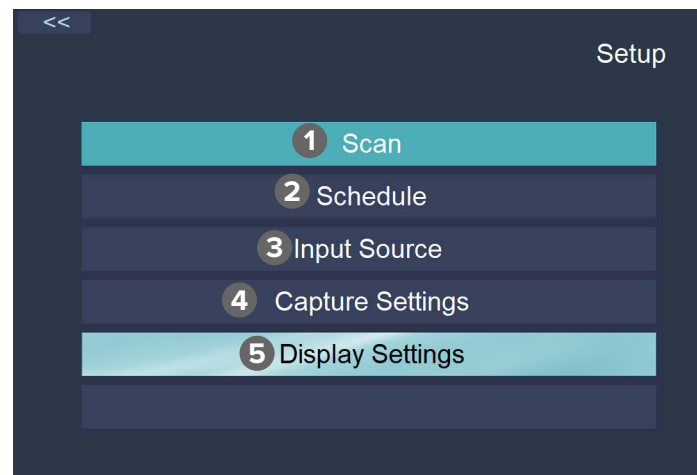 <<
Setup
1 Scan
2 Schedule
3 Input Source
4 Capture Settings
5 Display Settings